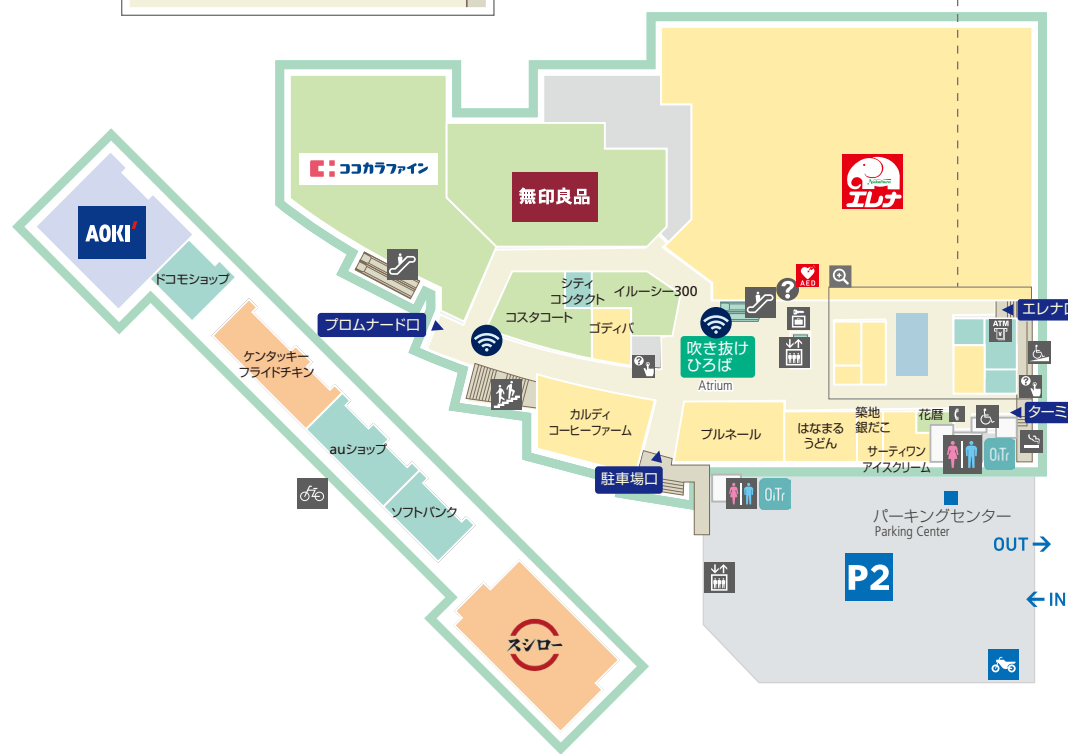 ココカラファイン
無印良品
エレナ
AOKI
ドコモショップ
AED
シティ
コンタクト
イルーシー300
コスタコート
ゴディバ
プロムナード口
エレナ口
ATM
吹き抜け
ひろば
Atrium
ケンタッキー
フライドチキン
カルディ
コーヒーファーム
プルネール
はなまる
うどん
築地
銀だこ
花暦
サーティワン
アイスクリーム
ターミ
OiTr
auショップ
駐車場口
OiTr
ソフトバンク
パーキングセンター
Parking Center
OUT
P2
IN
スシロー